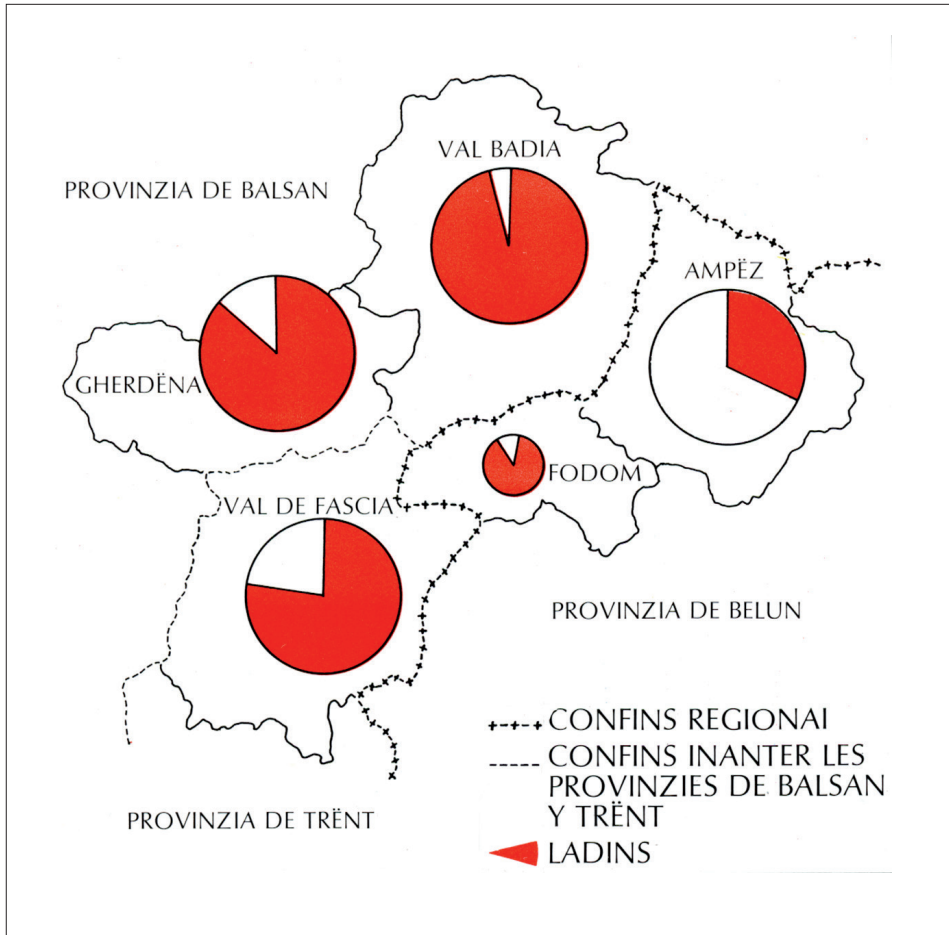 VAL BADIA
PROVINZIA DE BALSAN
AMPËZ
GHERDËNA
FODOM
VAL DE FASCIA
PROVINZIA DE BELUN
CONFINS REGIONAI
CONFINS INANTER LES
PROVINZIES DE BALSAN
Y TRËNT
PROVINZIA DE TRËNT
LADINS